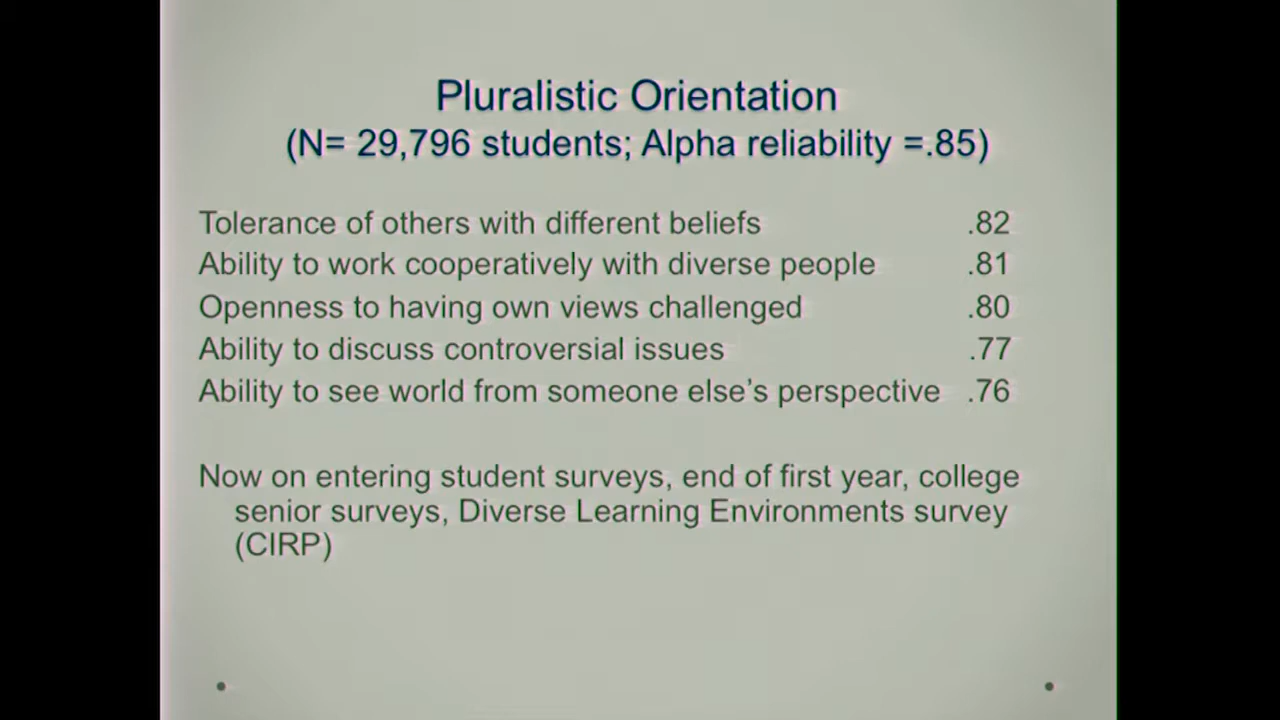 Pluralistic Orientation
(N= 29,796 students; Alpha reliability =.85)
Tolerance of others with different beliefs .82
Ability to work cooperatively with diverse people .81
Openness to having own views challenged .80
Ability to discuss controversial issues .77
Ability to see world from someone else’s perspective .76
Now on entering student surveys, end of first year, college
senior surveys, Diverse Learning Environments survey
(CIRP)